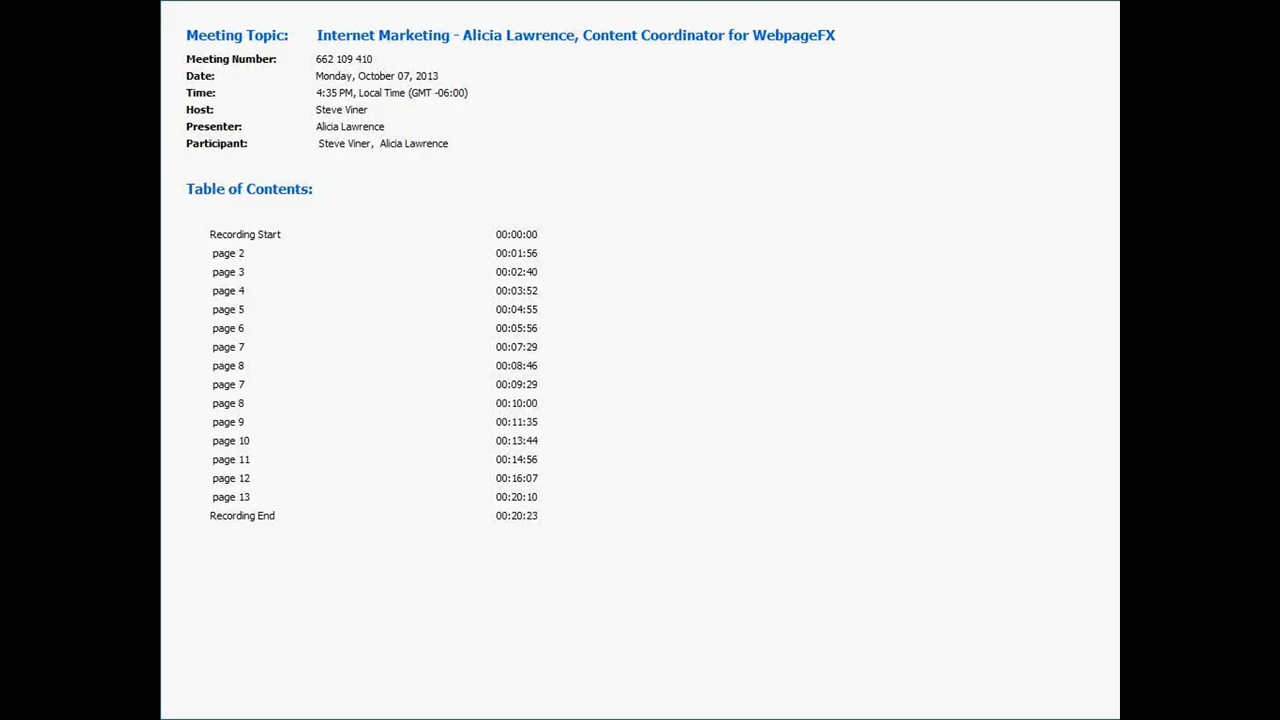 Meeting Topic: Internet Marketing - Alicia Lawrence, Content Coordinator for WebpageFX
Meeting Number: 662 109 410
Date: Monday, October 07, 2013
Time: 4:35 PM, Local Time (GMT -06:00)
Host: Steve Viner
Presenter: Alicia Lawrence
Participant: Steve Viner, Alicia Lawrence
Table of Contents:
Recording Start 00:00:00
page 2 00:01:56
page 3 00:02:40
page 4 00:03:52
page 5 00:04:55
page 6 00:05:56
page 7 00:07:29
page 8 00:08:46
page 7 00:09:29
page 8 00:10:00
page 9 00:11:35
page 10 00:13:44
page 11 00:14:56
page 12 00:16:07
page 13 00:20:10
Recording End 00:20:23